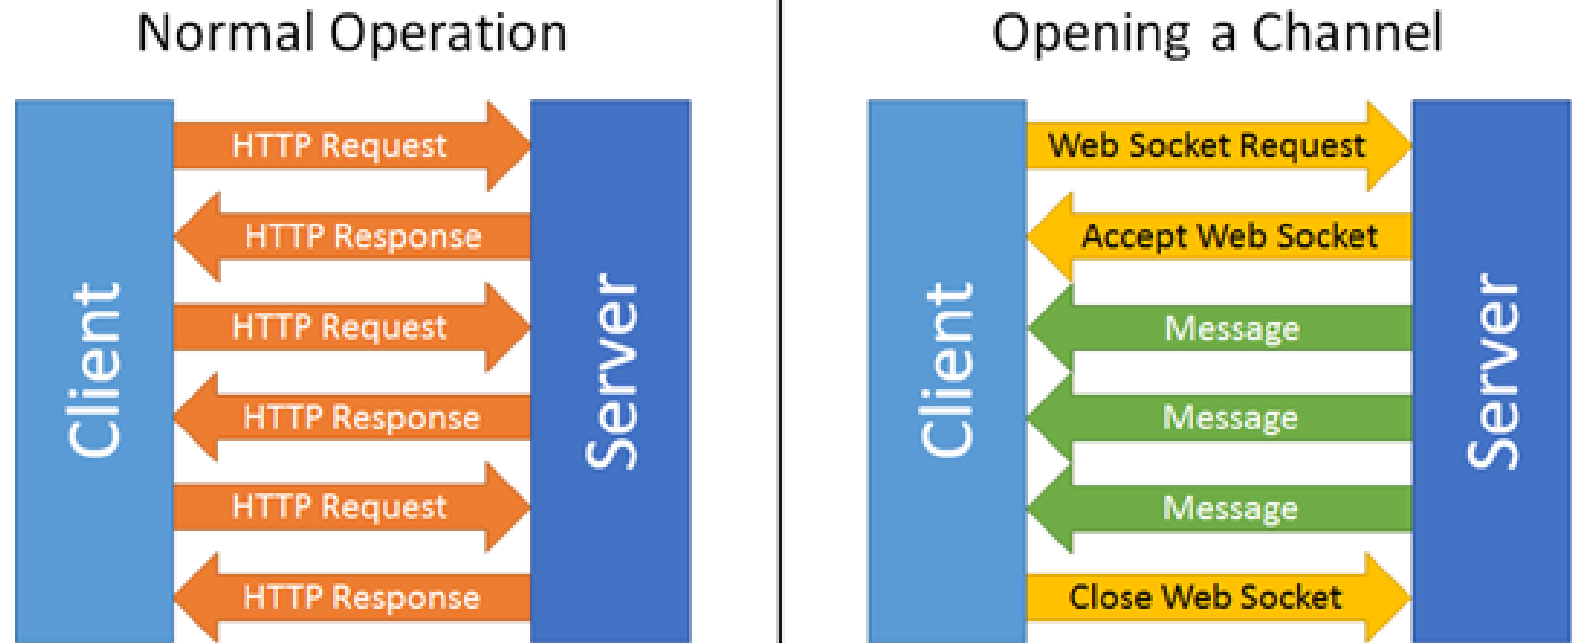 Normal Operation
Client
HTTP Request
HTTP Response
HTTP Request
HTTP Response
HTTP Request
HTTP Response
Server
Opening a Channel
Client
Web Socket Request
Accept Web Socket
Message
Message
Message
Close Web Socket
Server